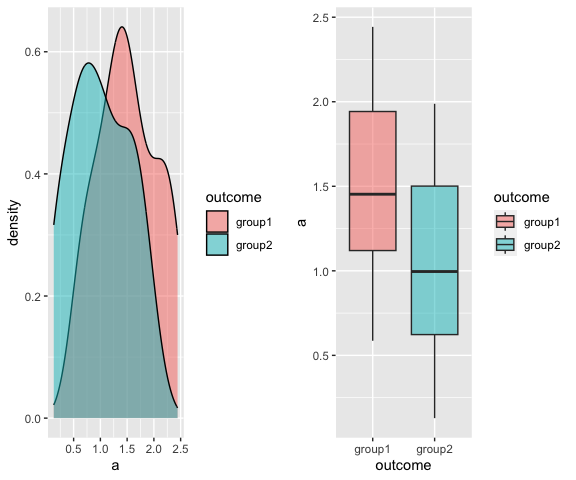 0.6
0.4
0.2
0.0
density
0.5 1.0 1.5 2.0 2.5
a
outcome
group1
group2
2.5
2.0
1.5
1.0
0.5
a
group1 group2
outcome
outcome
group1
group2